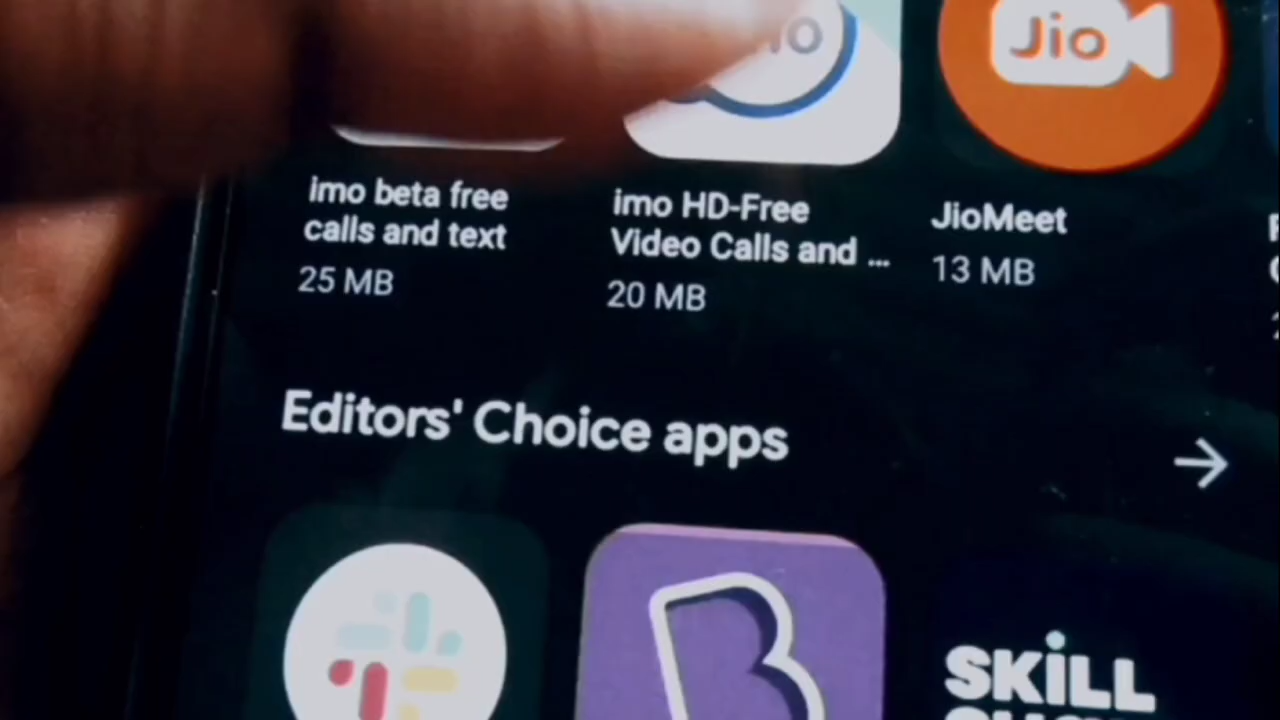 Jio
imo beta free
calls and text
25 MB
imo HD-Free
Video Calls and ...
20 MB
JioMeet
13 MB
Editors' Choice apps
B
SKiLL